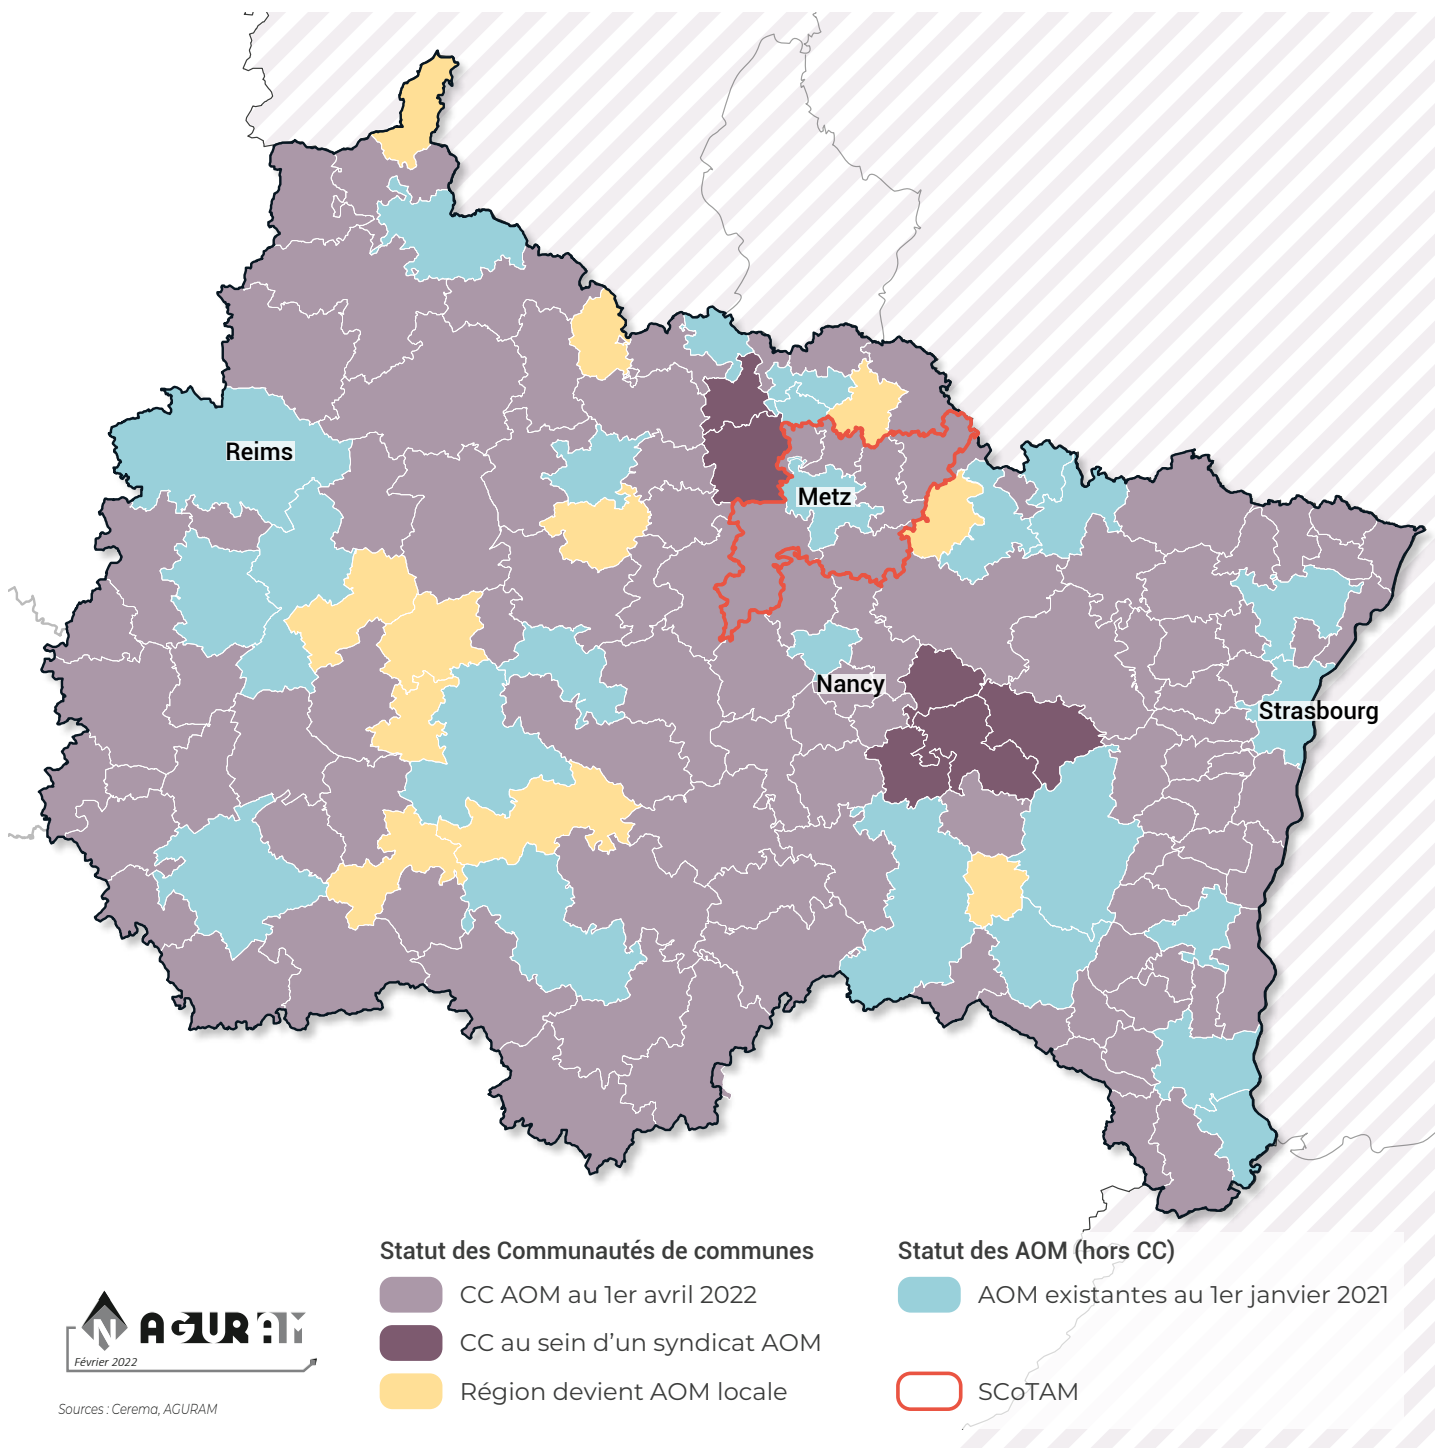 Reims
Metz
Nancy
Strasbourg
Statut des Communautés de communes
CC AOM au 1er avril 2022
CC au sein d’un syndicat AOM
Région devient AOM locale
Statut des AOM (hors CC)
AOM existantes au 1er janvier 2021
SCoTAM
N AGURAM
Février 2022
Sources : Cerema, AGURAM